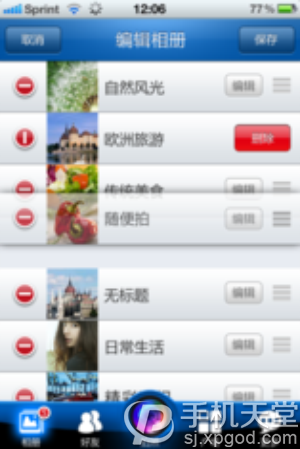 Sprint 12:06 77%
取消 编辑相册 保存
自然风光 编辑
欧洲旅游 删除
传统美食 编辑
随便拍 编辑
无标题 编辑
日常生活 编辑
编辑
相册 好友
手机天堂
sj.xpgod.com